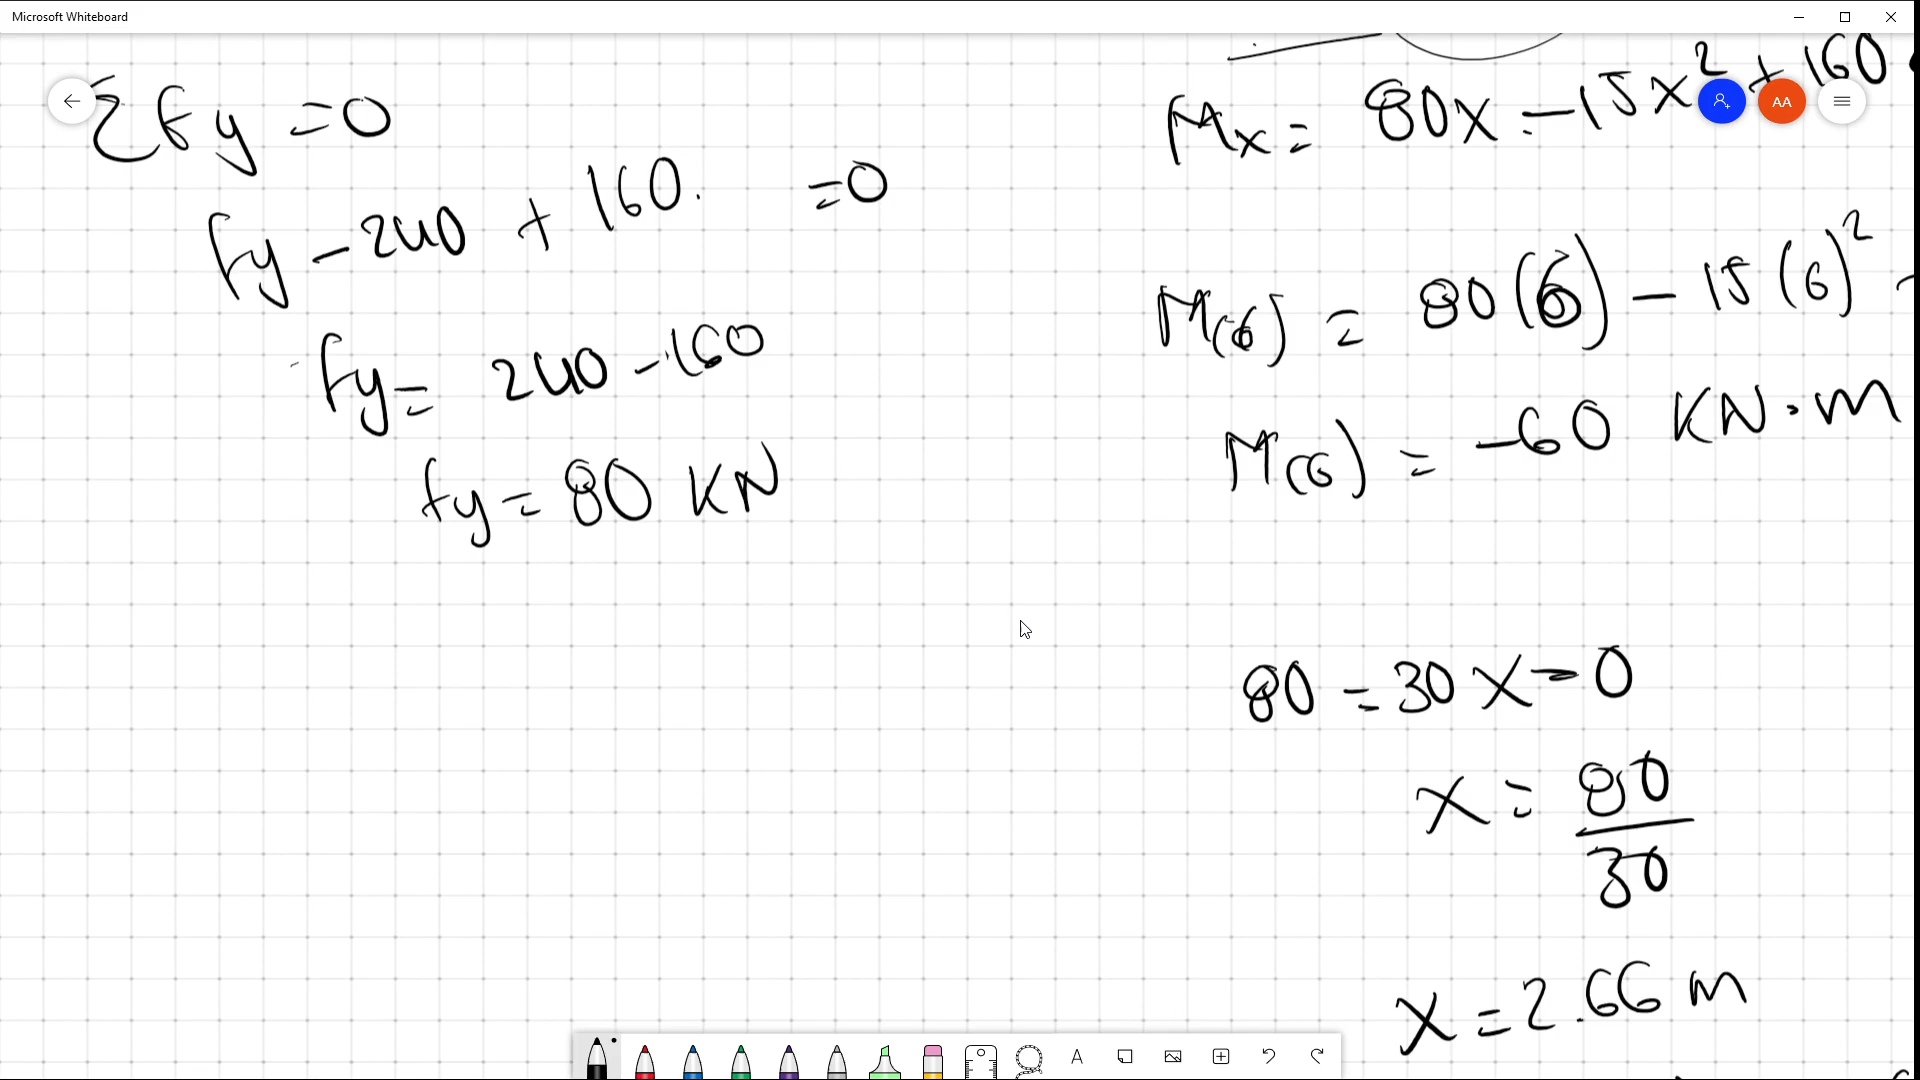 Microsoft Whiteboard
Σfy = 0
fy - 240 + 160. = 0
fy = 240 - 160
fy = 80 KN
Mx = 80x - 15x² + 160
AA
M(6) = 80(6) - 15(6)²
M(6) = -60 KN.m
80 = 30x - 0
x = 80
30
x = 2.66 m
A